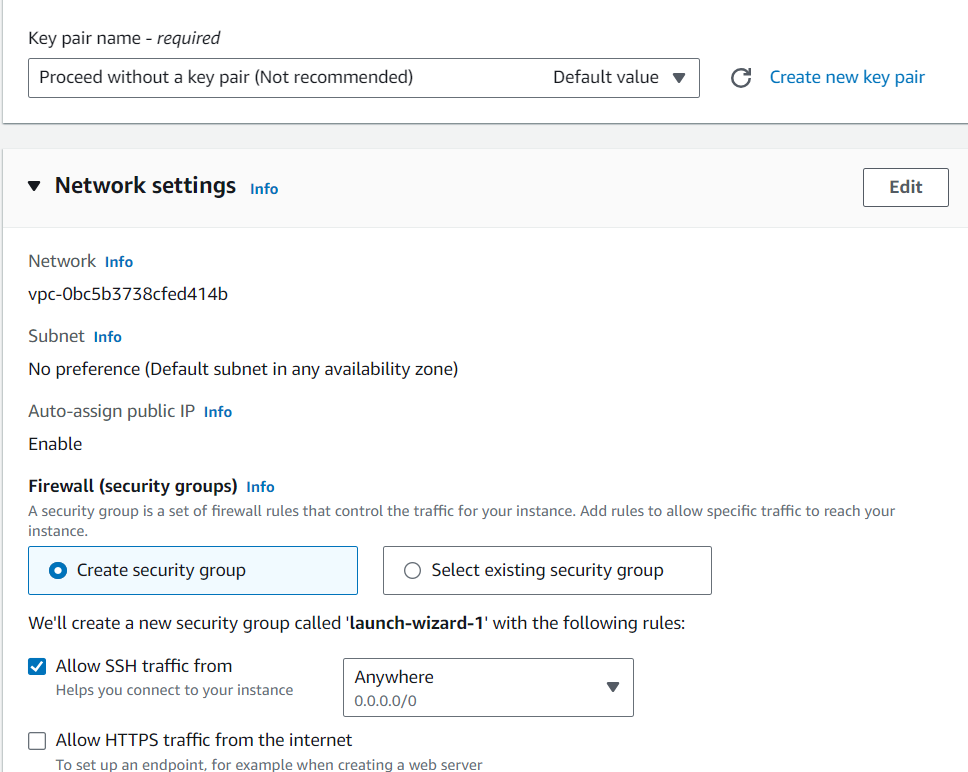 Key pair name - required
Proceed without a key pair (Not recommended) Default value Create new key pair
Network settings Info Edit
Network Info
vpc-0bc5b3738cfed414b
Subnet Info
No preference (Default subnet in any availability zone)
Auto-assign public IP Info
Enable
Firewall (security groups) Info
A security group is a set of firewall rules that control the traffic for your instance. Add rules to allow specific traffic to reach your
instance.
Create security group Select existing security group
We'll create a new security group called 'launch-wizard-1' with the following rules:
Allow SSH traffic from
Helps you connect to your instance
Anywhere
0.0.0.0/0
Allow HTTPS traffic from the internet
To set up an endpoint, for example when creating a web server